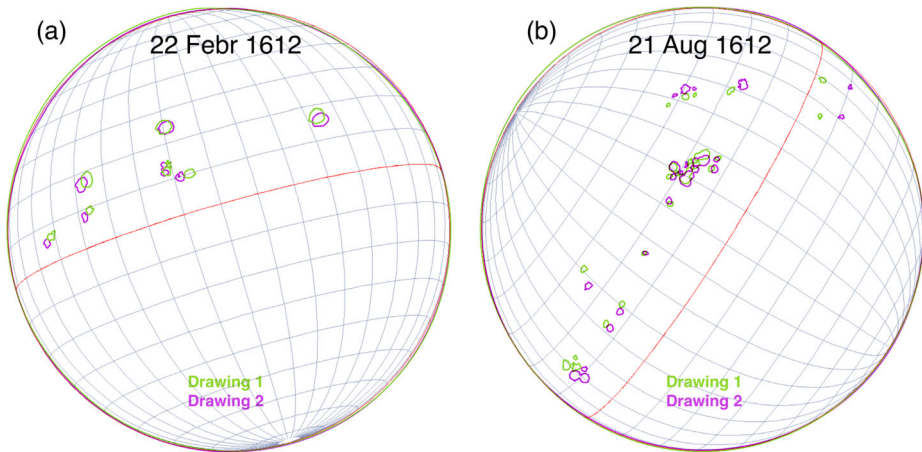 (a)
22 Febr 1612
Drawing 1
Drawing 2
(b)
21 Aug 1612
Drawing 1
Drawing 2